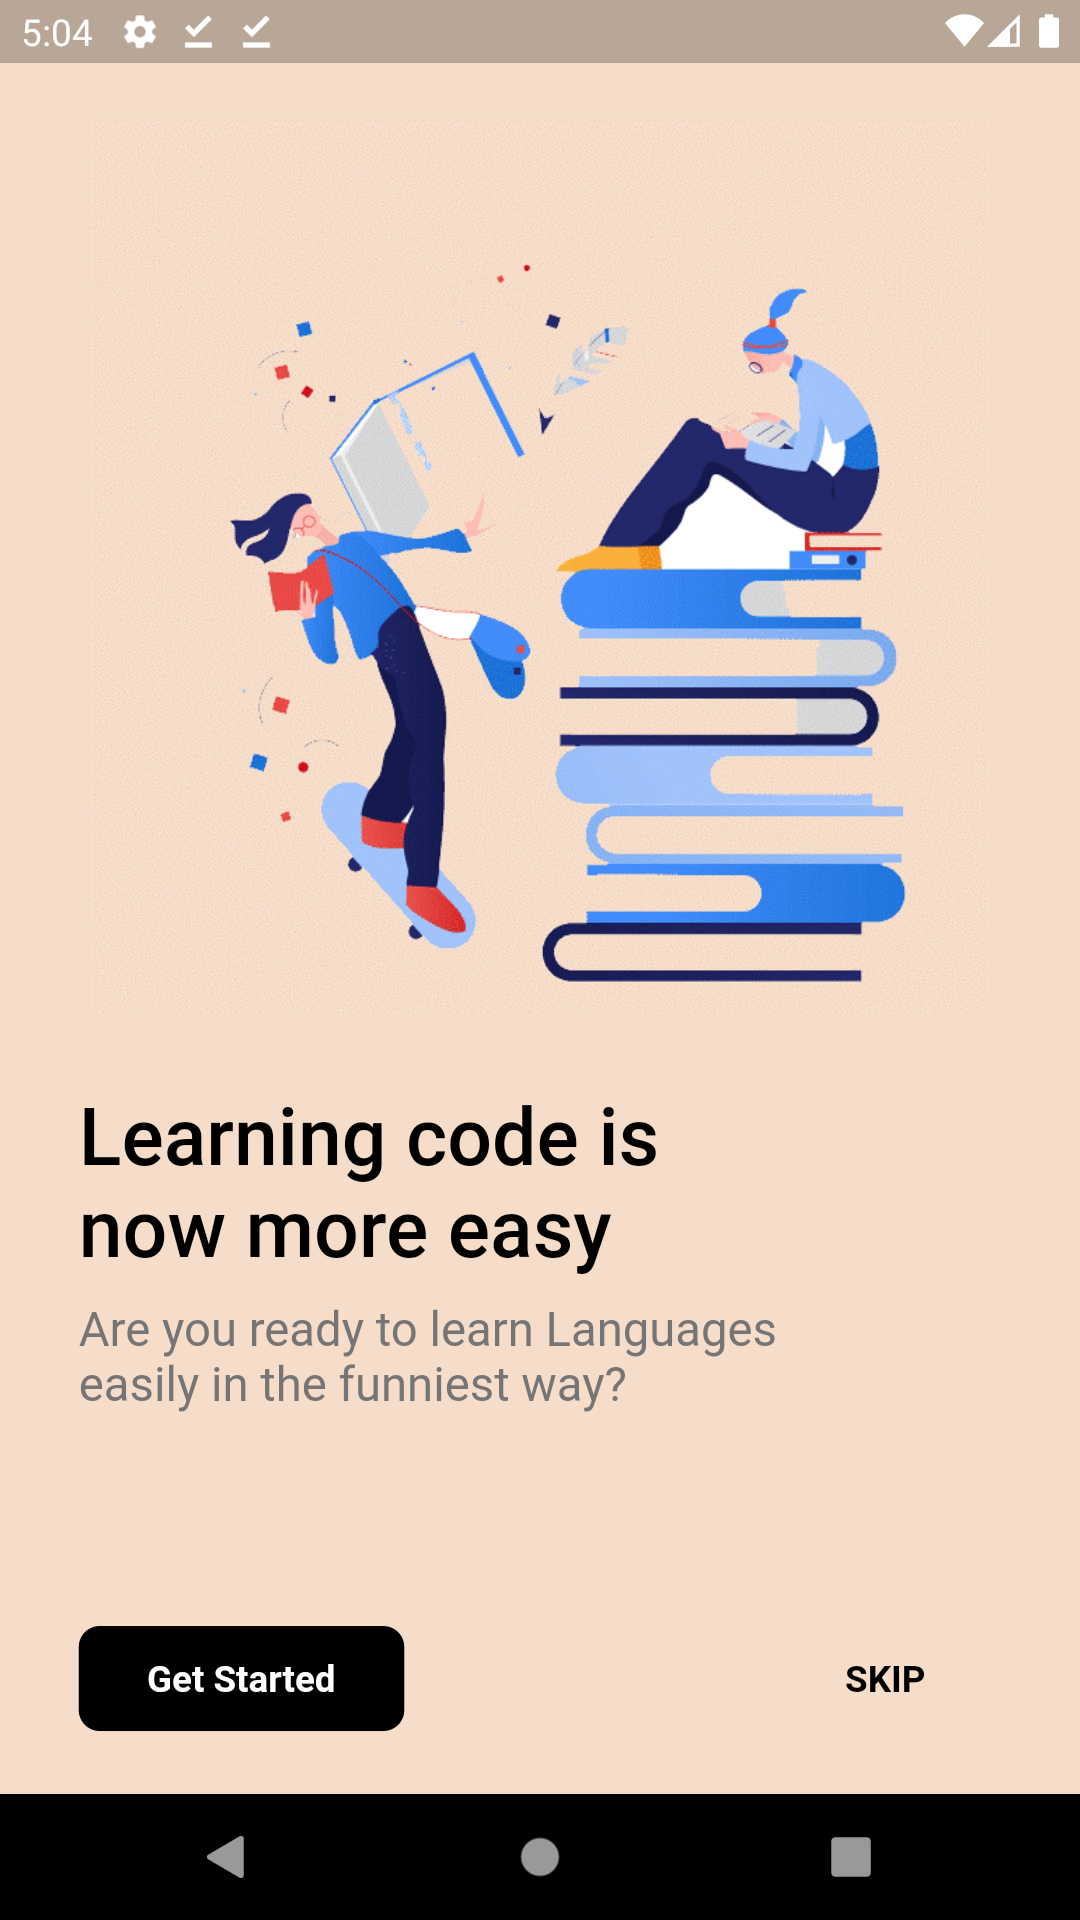 5:04
Learning code is
now more easy
Are you ready to learn Languages
easily in the funniest way?
Get Started
SKIP